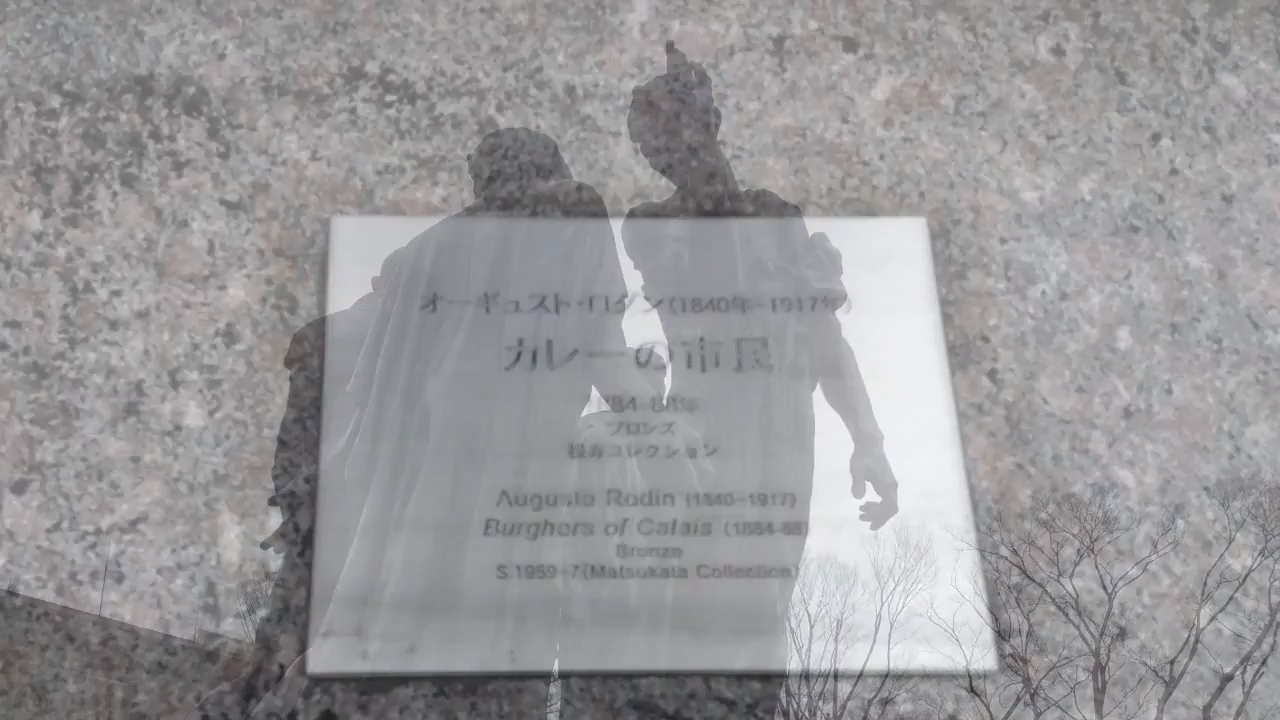 オーギュスト・ロダン(1840年-1917年)
カレーの市民
1884-88年
ブロンズ
松方コレクション
Auguste Rodin (1840-1917)
Burghers of Calais (1884-88)
Bronze
S.1959-7(Matsukata Collection)